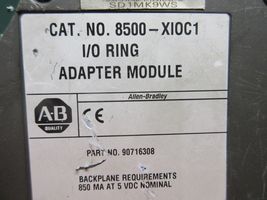 SD1MK9WS
CAT. NO. 8500-XIOC1
I/O RING
ADAPTER MODULE
Allen-Bradley
A-B
QUALITY
CE
PART NO. 90716308
BACKPLANE REQUIREMENTS
850 MA AT 5 VDC NOMINAL